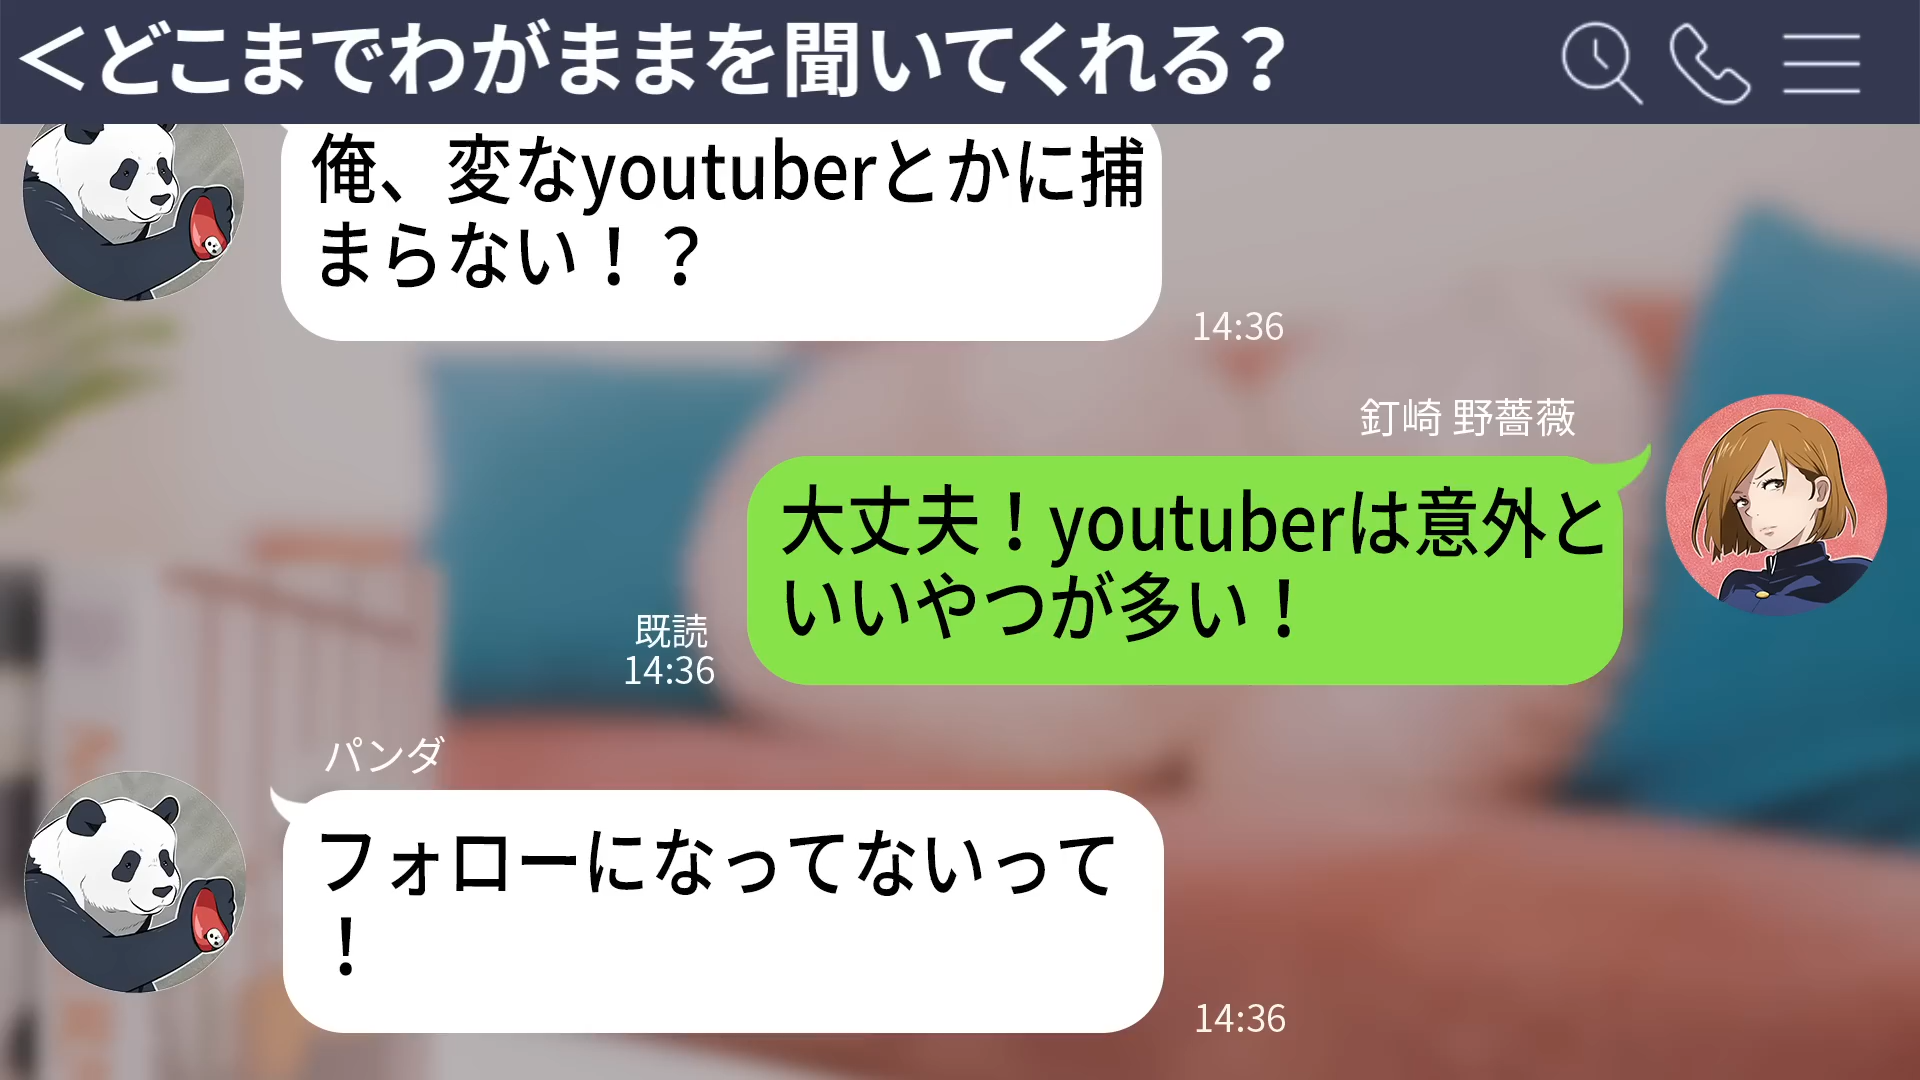 ＜どこまでわがままを聞いてくれる？
俺、変なyoutuberとかに捕
まらない！？
14:36
釘崎 野薔薇
大丈夫！youtuberは意外と
いいやつが多い！
既読
14:36
パンダ
フォローになってないって
！
14:36